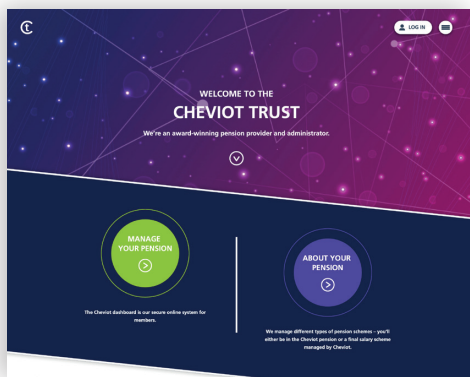 LOG IN
WELCOME TO THE
CHEVIOT TRUST
We're an award-winning pension provider and administrator.
MANAGE
YOUR PENSION
The Cheviot dashboard is our secure online system for
members.
ABOUT YOUR
PENSION
We manage different types of pension schemes – you'll
either be in the Cheviot pension or a final salary scheme
managed by Cheviot.